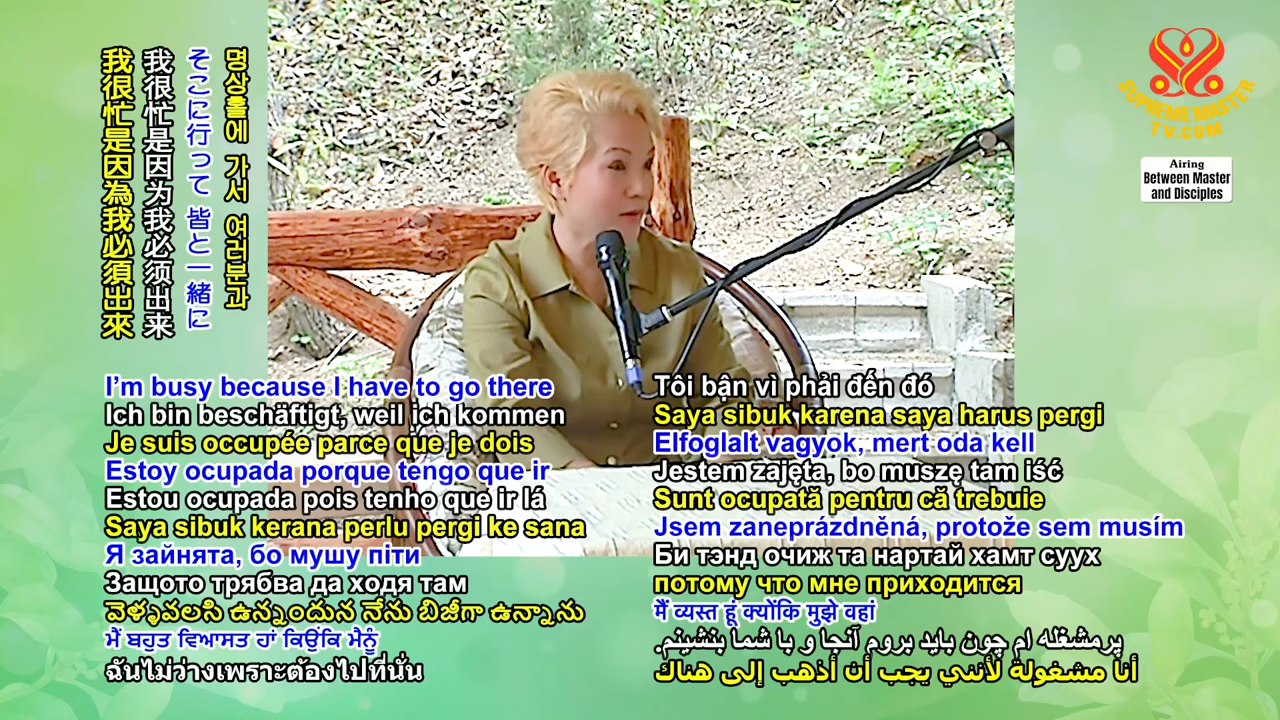 我很忙是因為我必須出來
我很忙是因为我必须出来
そこに行って 皆と一緒に
명상홀에 가서 여러분과
SUPREME MASTER
TV.COM
Airing
Between Master
and Disciples
I’m busy because I have to go there
Ich bin beschäftigt, weil ich kommen
Je suis occupée parce que je dois
Estoy ocupada porque tengo que ir
Estou ocupada pois tenho que ir lá
Saya sibuk kerana perlu pergi ke sana
Я зайнята, бо мушу піти
Защото трябва да ходя там
వెళ్ళవలసి ఉన్నందున నేను బిజీగా ఉన్నాను
ਮੈਂ ਬਹੁਤ ਵਿਆਸਤ ਹਾਂ ਕਿਉਂਕਿ ਮੈਨੂੰ
ฉันไม่ว่างเพราะต้องไปที่นั่น
Tôi bận vì phải đến đó
Saya sibuk karena saya harus pergi
Elfoglalt vagyok, mert oda kell
Jestem zajęta, bo muszę tam iść
Sunt ocupată pentru că trebuie
Jsem zaneprázdněná, protože sem musím
Би тэнд очиж та нартай хамт суух
потому что мне приходится
मैं व्यस्त हूं क्योंकि मुझे वहां
پرمشغله ام چون باید بروم آنجا و با شما بنشینم.
أنا مشغولة لأنني يجب أن أذهب إلى هناك